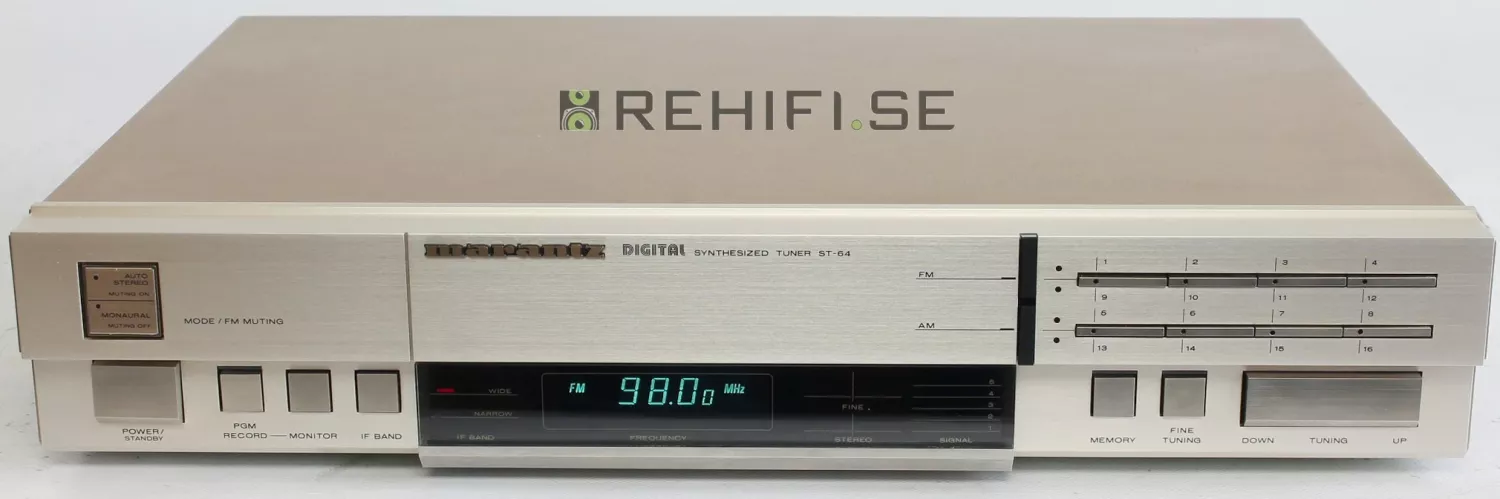 REHIFI.SE
marantz DIGITAL SYNTHESIZED TUNER ST-64
AUTO
STEREO
MUTING ON
MONAURAL
MUTING OFF
MODE / FM MUTING
FM
AM
1 2 3 4
9 10 11 12
5 6 7 8
13 14 15 16
POWER/
STANDBY
PGM
RECORD MONITOR
IF BAND
WIDE
NARROW
IF BAND
FM 98.00 MHz
FREQUENCY
FINE
STEREO
5
4
3
2
1
SIGNAL
MEMORY
FINE
TUNING
DOWN TUNING UP